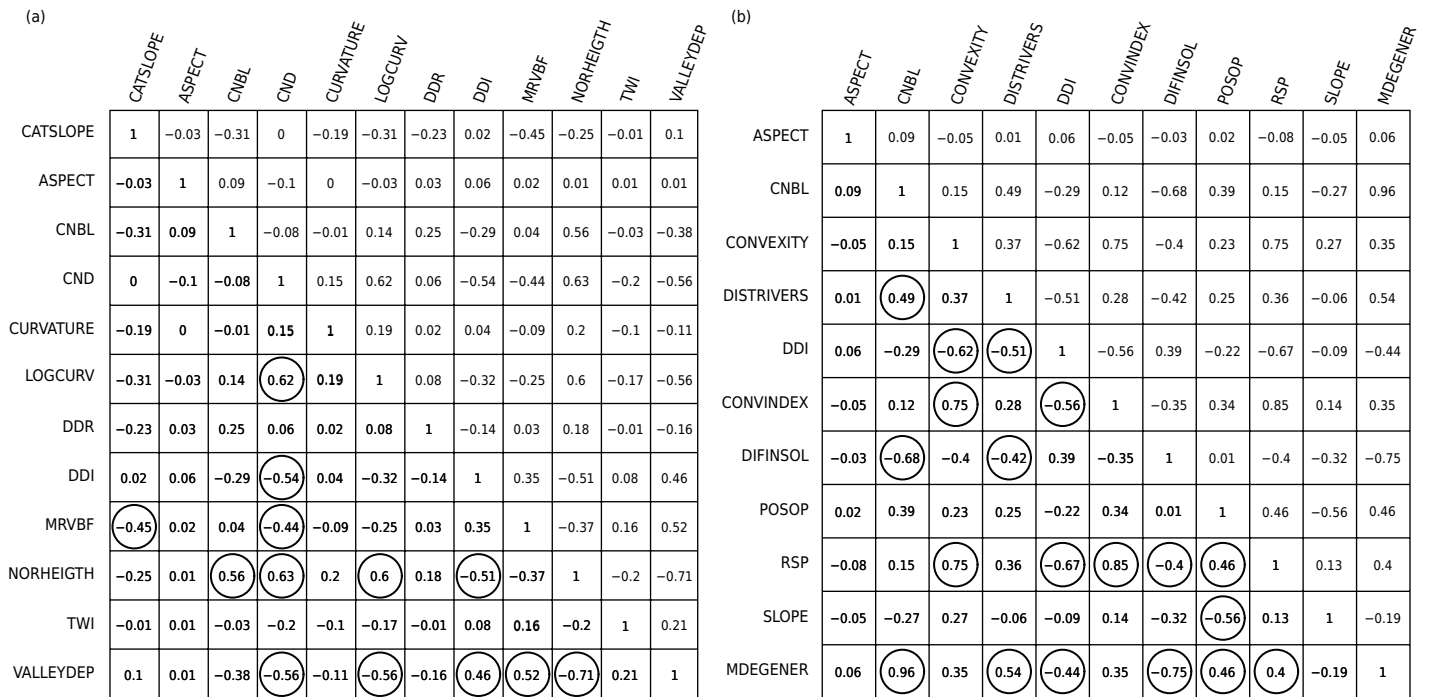 (a)
CATSLOPE ASPECT CNBL CND CURVATURE LOGCURV DDR DDI MRVBF NORHEIGTH TWI VALLEYDEP
CATSLOPE 1 −0.03 −0.31 0 −0.19 −0.31 −0.23 0.02 −0.45 −0.25 −0.01 0.1
ASPECT −0.03 1 0.09 −0.1 0 −0.03 0.03 0.06 0.02 0.01 0.01 0.01
CNBL −0.31 0.09 1 −0.08 −0.01 0.14 0.25 −0.29 0.04 0.56 −0.03 −0.38
CND 0 −0.1 −0.08 1 0.15 0.62 0.06 −0.54 −0.44 0.63 −0.2 −0.56
CURVATURE −0.19 0 −0.01 0.15 1 0.19 0.02 0.04 −0.09 0.2 −0.1 −0.11
LOGCURV −0.31 −0.03 0.14 0.62 0.19 1 0.08 −0.32 −0.25 0.6 −0.17 −0.56
DDR −0.23 0.03 0.25 0.06 0.02 0.08 1 −0.14 0.03 0.18 −0.01 −0.16
DDI 0.02 0.06 −0.29 −0.54 0.04 −0.32 −0.14 1 0.35 −0.51 0.08 0.46
MRVBF −0.45 0.02 0.04 −0.44 −0.09 −0.25 0.03 0.35 1 −0.37 0.16 0.52
NORHEIGTH −0.25 0.01 0.56 0.63 0.2 0.6 0.18 −0.51 −0.37 1 −0.2 −0.71
TWI −0.01 0.01 −0.03 −0.2 −0.1 −0.17 −0.01 0.08 0.16 −0.2 1 0.21
VALLEYDEP 0.1 0.01 −0.38 −0.56 −0.11 −0.56 −0.16 0.46 0.52 −0.71 0.21 1
(b)
ASPECT CNBL CONVEXITY DISTRIVERS DDI CONVINDEX DIFINSOL POSOP RSP SLOPE MDEGENER
ASPECT 1 0.09 −0.05 0.01 0.06 −0.05 −0.03 0.02 −0.08 −0.05 0.06
CNBL 0.09 1 0.15 0.49 −0.29 0.12 −0.68 0.39 0.15 −0.27 0.96
CONVEXITY −0.05 0.15 1 0.37 −0.62 0.75 −0.4 0.23 0.75 0.27 0.35
DISTRIVERS 0.01 0.49 0.37 1 −0.51 0.28 −0.42 0.25 0.36 −0.06 0.54
DDI 0.06 −0.29 −0.62 −0.51 1 −0.56 0.39 −0.22 −0.67 −0.09 −0.44
CONVINDEX −0.05 0.12 0.75 0.28 −0.56 1 −0.35 0.34 0.85 0.14 0.35
DIFINSOL −0.03 −0.68 −0.4 −0.42 0.39 −0.35 1 0.01 −0.4 −0.32 −0.75
POSOP 0.02 0.39 0.23 0.25 −0.22 0.34 0.01 1 0.46 −0.56 0.46
RSP −0.08 0.15 0.75 0.36 −0.67 0.85 −0.4 0.46 1 0.13 0.4
SLOPE −0.05 −0.27 0.27 −0.06 −0.09 0.14 −0.32 −0.56 0.13 1 −0.19
MDEGENER 0.06 0.96 0.35 0.54 −0.44 0.35 −0.75 0.46 0.4 −0.19 1